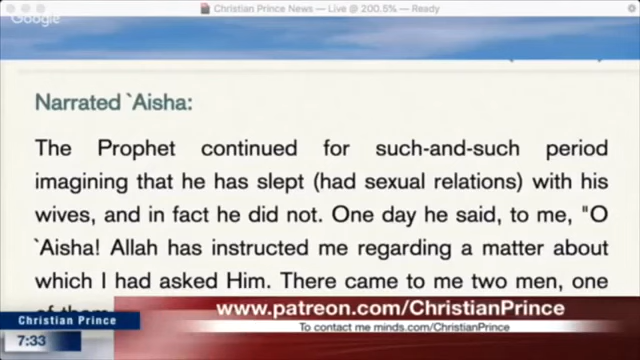 Christian Prince News — Live @ 200.5% — Ready
Google
Narrated `Aisha:
The Prophet continued for such-and-such period
imagining that he has slept (had sexual relations) with his
wives, and in fact he did not. One day he said, to me, "O
`Aisha! Allah has instructed me regarding a matter about
which I had asked Him. There came to me two men, one
of them
www.patreon.com/ChristianPrince
Christian Prince
To contact me minds.com/ChristianPrince
7:33